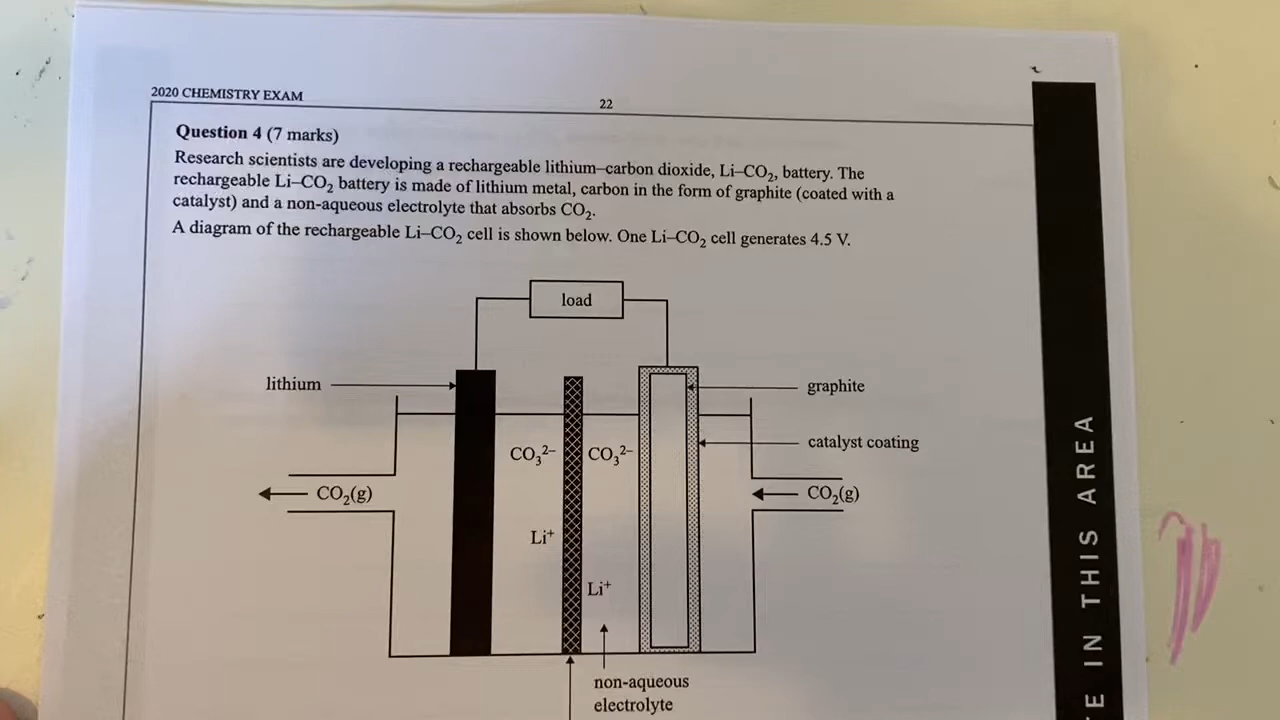 2020 CHEMISTRY EXAM
22
Question 4 (7 marks)
Research scientists are developing a rechargeable lithium–carbon dioxide, Li–CO₂, battery. The
rechargeable Li–CO₂ battery is made of lithium metal, carbon in the form of graphite (coated with a
catalyst) and a non-aqueous electrolyte that absorbs CO₂.
A diagram of the rechargeable Li–CO₂ cell is shown below. One Li–CO₂ cell generates 4.5 V.
load
lithium
graphite
catalyst coating
CO₃²⁻
CO₃²⁻
CO₂(g)
CO₂(g)
Li⁺
Li⁺
non-aqueous
electrolyte
E IN THIS AREA